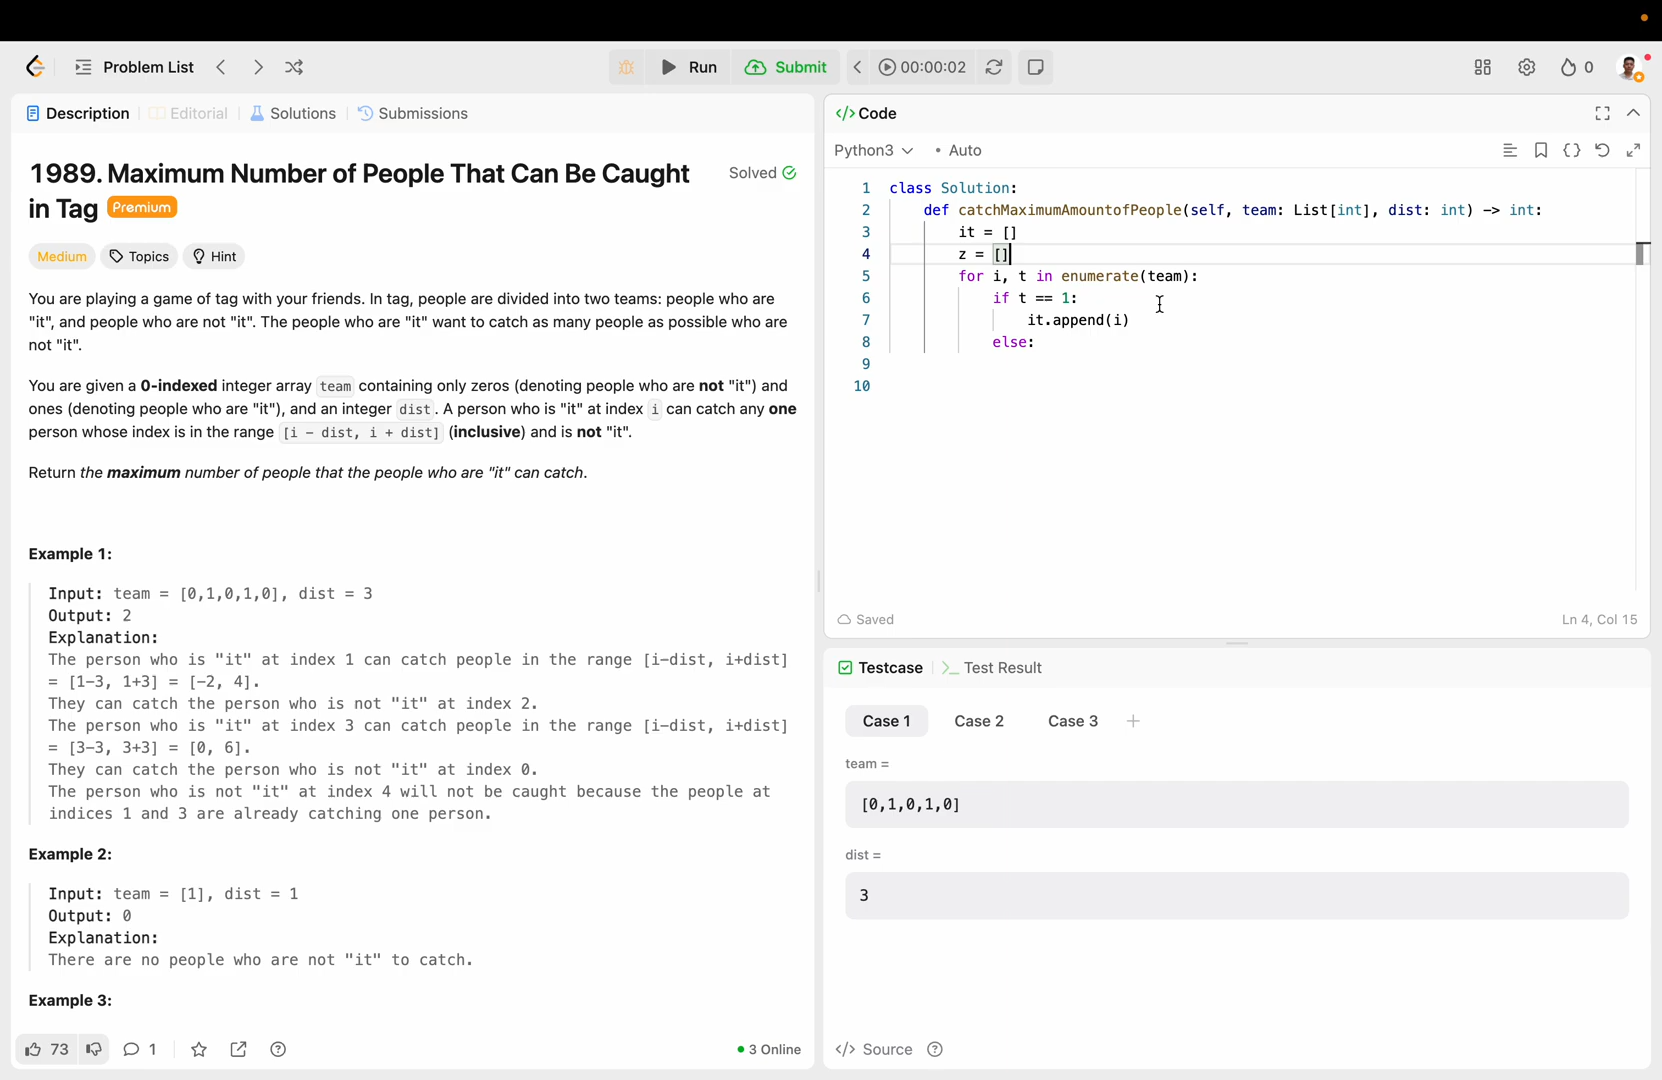 Problem List
Run
Submit
00:00:02
0
Description
Editorial
Solutions
Submissions
1989. Maximum Number of People That Can Be Caught
in Tag Premium
Solved
Medium
Topics
Hint
You are playing a game of tag with your friends. In tag, people are divided into two teams: people who are
"it", and people who are not "it". The people who are "it" want to catch as many people as possible who are
not "it".
You are given a 0-indexed integer array team containing only zeros (denoting people who are not "it") and
ones (denoting people who are "it"), and an integer dist. A person who is "it" at index i can catch any one
person whose index is in the range [i - dist, i + dist] (inclusive) and is not "it".
Return the maximum number of people that the people who are "it" can catch.
Example 1:
Input: team = [0,1,0,1,0], dist = 3
Output: 2
Explanation:
The person who is "it" at index 1 can catch people in the range [i-dist, i+dist]
= [1-3, 1+3] = [-2, 4].
They can catch the person who is not "it" at index 2.
The person who is "it" at index 3 can catch people in the range [i-dist, i+dist]
= [3-3, 3+3] = [0, 6].
They can catch the person who is not "it" at index 0.
The person who is not "it" at index 4 will not be caught because the people at
indices 1 and 3 are already catching one person.
Example 2:
Input: team = [1], dist = 1
Output: 0
Explanation:
There are no people who are not "it" to catch.
Example 3:
73
1
3 Online
</> Code
Python3
• Auto
1 class Solution:
2 def catchMaximumAmountofPeople(self, team: List[int], dist: int) -> int:
3 it = []
4 z = []
5 for i, t in enumerate(team):
6 if t == 1:
7 it.append(i)
8 else:
9
10
Saved
Ln 4, Col 15
Testcase
Test Result
Case 1
Case 2
Case 3
team =
[0,1,0,1,0]
dist =
3
</> Source